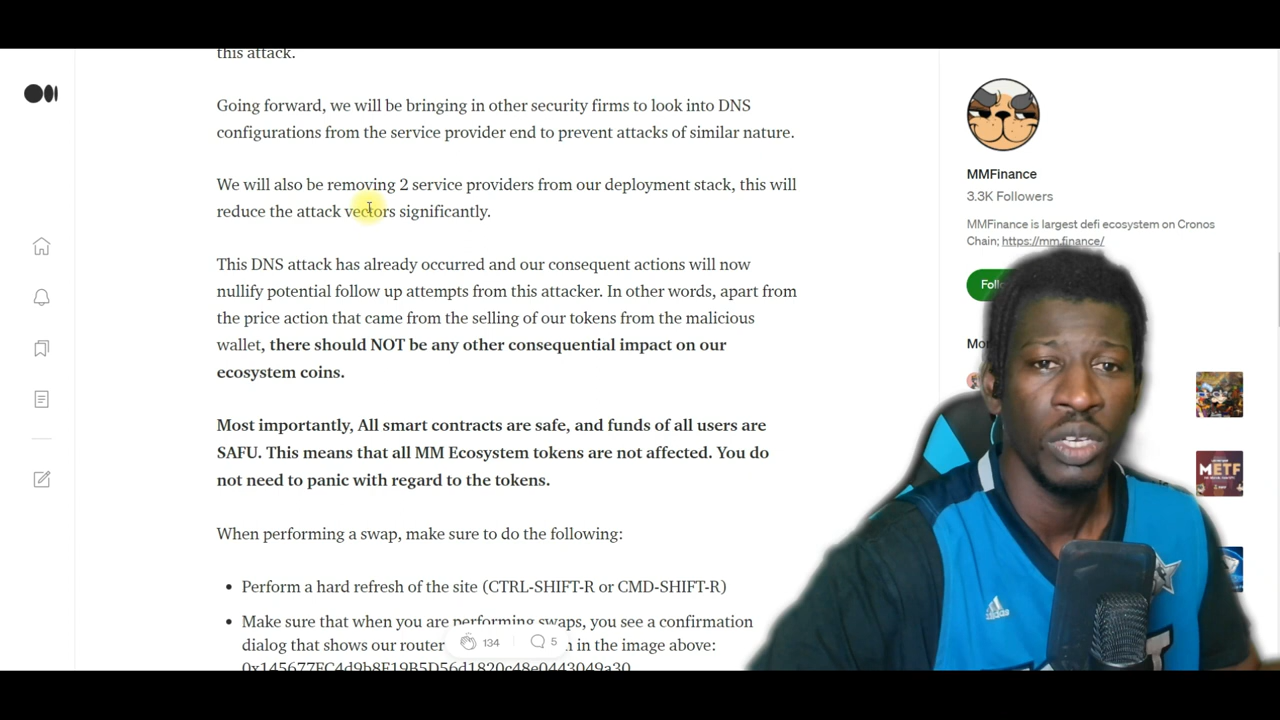 this attack.
Going forward, we will be bringing in other security firms to look into DNS
configurations from the service provider end to prevent attacks of similar nature.
We will also be removing 2 service providers from our deployment stack, this will
reduce the attack vectors significantly.
This DNS attack has already occurred and our consequent actions will now
nullify potential follow up attempts from this attacker. In other words, apart from
the price action that came from the selling of our tokens from the malicious
wallet, there should NOT be any other consequential impact on our
ecosystem coins.
Most importantly, All smart contracts are safe, and funds of all users are
SAFU. This means that all MM Ecosystem tokens are not affected. You do
not need to panic with regard to the tokens.
When performing a swap, make sure to do the following:
Perform a hard refresh of the site (CTRL-SHIFT-R or CMD-SHIFT-R)
Make sure that when you are performing swaps, you see a confirmation
dialog that shows our router in the image above:
134
5
MMFinance
3.3K Followers
MMFinance is largest defi ecosystem on Cronos
Chain; https://mm.finance/
METF